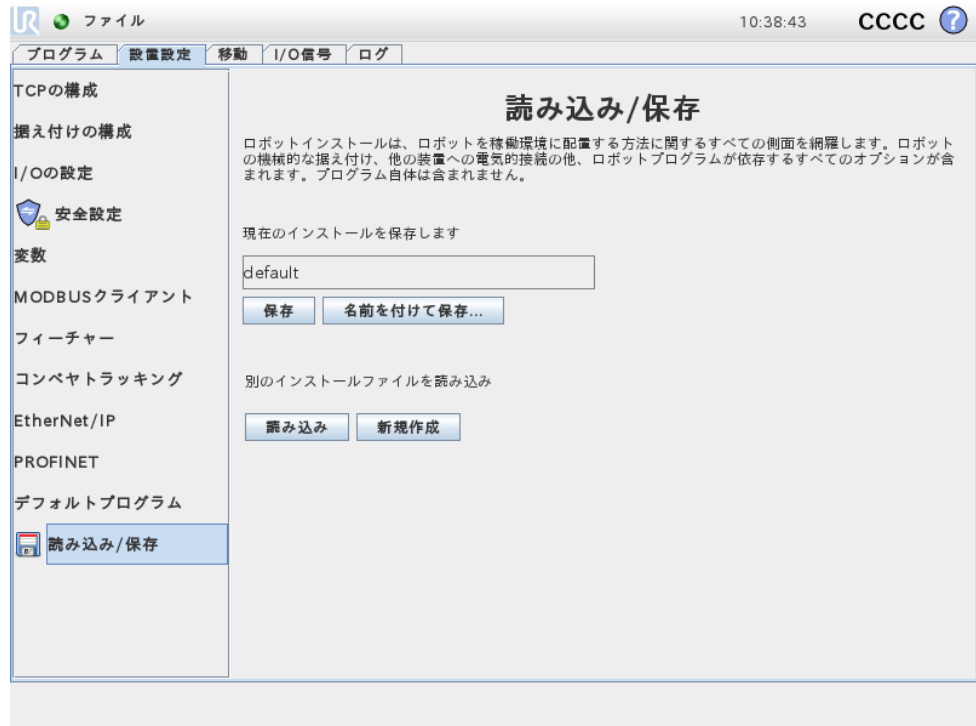 UR ファイル 10:38:43 CCCC ?
プログラム 設置設定 移動 I/O信号 ログ
TCPの構成
据え付けの構成
I/Oの設定
安全設定
変数
MODBUSクライアント
フィーチャー
コンベヤトラッキング
EtherNet/IP
PROFINET
デフォルトプログラム
読み込み/保存
読み込み/保存
ロボットインストールは、ロボットを稼働環境に配置する方法に関するすべての側面を網羅します。ロボット
の機械的な据え付け、他の装置への電気的接続の他、ロボットプログラムが依存するすべてのオプションが含
まれます。プログラム自体は含まれません。
現在のインストールを保存します
default
保存 名前を付けて保存...
別のインストールファイルを読み込み
読み込み 新規作成